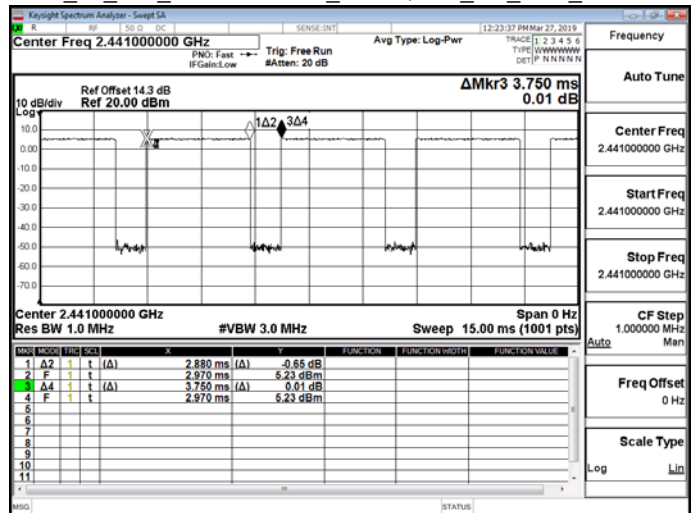 Keysight Spectrum Analyzer - Swept SA
R RF 50 Ω DC SENSE:INT 12:23:37 PM Mar 27, 2019
Center Freq 2.441000000 GHz
PNO: Fast
IFGain:Low
Trig: Free Run
#Atten: 20 dB
Avg Type: Log-Pwr
TRACE 1 2 3 4 5 6
TYPE WWWWWW
DET P N N N N N
Ref Offset 14.3 dB
Ref 20.00 dBm
10 dB/div
Log
ΔMkr3 3.750 ms
0.01 dB
10.0
0.00
-10.0
-20.0
-30.0
-40.0
-50.0
-60.0
-70.0
1Δ2
3Δ4
Center 2.441000000 GHz
Span 0 Hz
Res BW 1.0 MHz
#VBW 3.0 MHz
Sweep 15.00 ms (1001 pts)
MKR MODE TRC SCL X Y FUNCTION FUNCTION WIDTH FUNCTION VALUE
1 Δ2 1 t (Δ) 2.880 ms (Δ) -0.65 dB
2 F 1 t 2.970 ms 5.23 dBm
3 Δ4 1 t (Δ) 3.750 ms (Δ) 0.01 dB
4 F 1 t 2.970 ms 5.23 dBm
5
6
7
8
9
10
11
MSG
STATUS
Frequency
Auto Tune
Center Freq
2.441000000 GHz
Start Freq
2.441000000 GHz
Stop Freq
2.441000000 GHz
CF Step
1.000000 MHz
Auto Man
Freq Offset
0 Hz
Scale Type
Log Lin